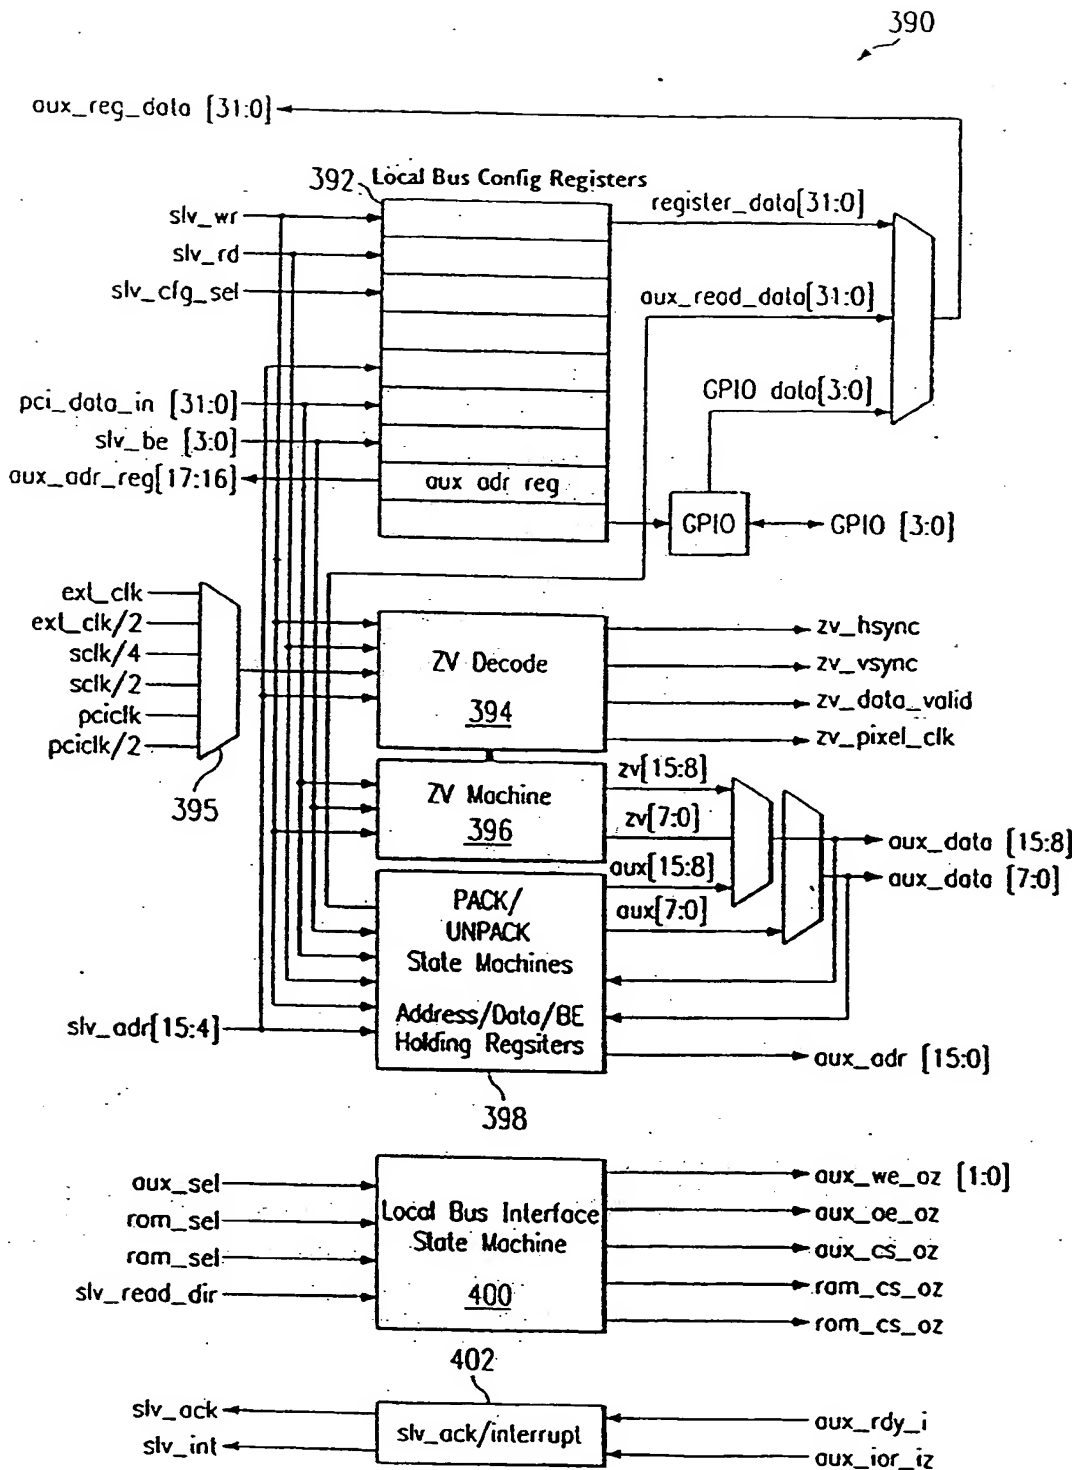 390
aux_reg_data [31:0]
392
Local Bus Config Registers
slv_wr
register_data[31:0]
slv_rd
slv_cfg_sel
aux_read_data[31:0]
GPIO data[3:0]
pci_data_in [31:0]
slv_be [3:0]
aux_adr_reg[17:16]
aux adr reg
GPIO
GPIO [3:0]
ext_clk
ext_clk/2
sclk/4
sclk/2
pciclk
pciclk/2
395
ZV Decode
394
zv_hsync
zv_vsync
zv_data_valid
zv_pixel_clk
ZV Machine
396
zv[15:8]
zv[7:0]
aux[15:8]
aux[7:0]
aux_data [15:8]
aux_data [7:0]
PACK/
UNPACK
State Machines
Address/Data/BE
Holding Regsiters
slv_adr[15:4]
aux_adr [15:0]
398
aux_sel
rom_sel
ram_sel
slv_read_dir
Local Bus Interface
State Machine
400
aux_we_oz [1:0]
aux_oe_oz
aux_cs_oz
ram_cs_oz
rom_cs_oz
402
slv_ack
slv_int
slv_ack/interrupt
aux_rdy_i
aux_ior_iz